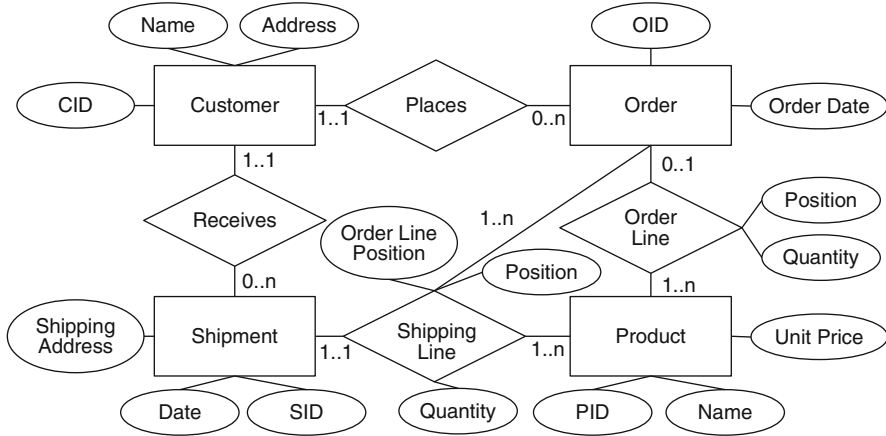 Name
Address
OID
CID
Customer
Places
Order
Order Date
1..1
0..n
1..1
0..1
Receives
Order Line
Position
1..n
Order
Line
Position
Quantity
Position
0..n
1..n
Shipping
Address
Shipment
Shipping
Line
Product
Unit Price
1..1
1..n
Date
SID
Quantity
PID
Name